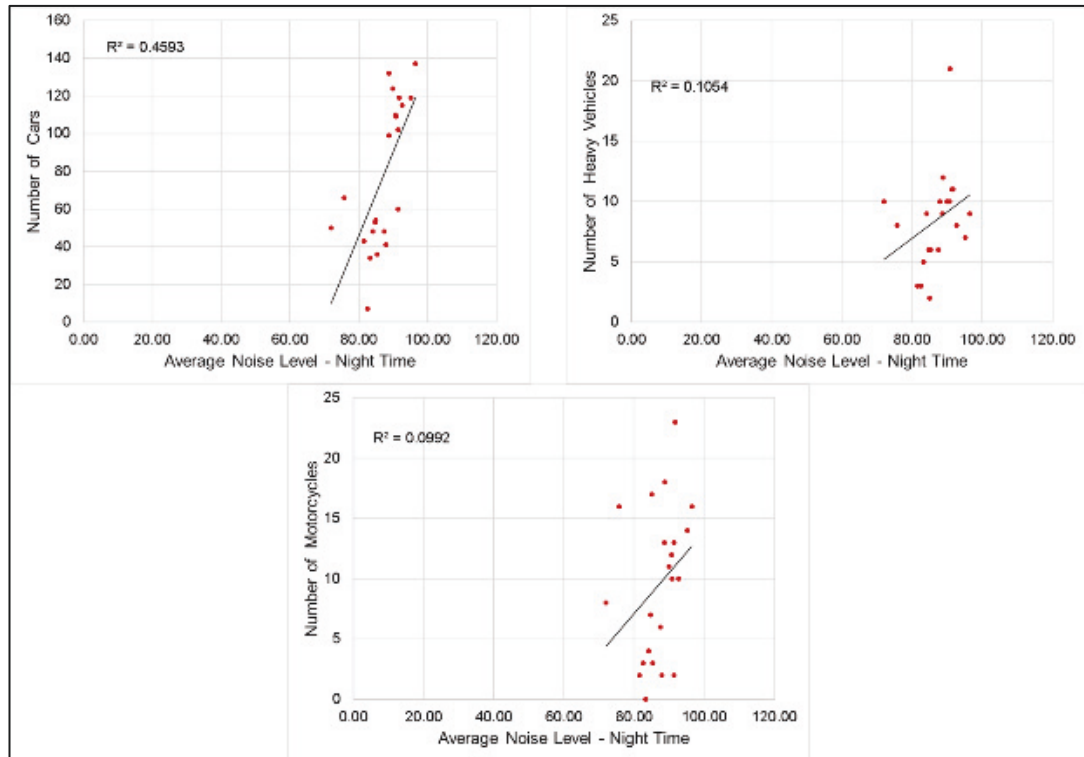 R² = 0.4593
Number of Cars
160
140
120
100
80
60
40
20
0
0.00 20.00 40.00 60.00 80.00 100.00 120.00
Average Noise Level - Night Time
R² = 0.1054
Number of Heavy Vehicles
25
20
15
10
5
0
0.00 20.00 40.00 60.00 80.00 100.00 120.00
Average Noise Level - Night Time
R² = 0.0992
Number of Motorcycles
25
20
15
10
5
0
0.00 20.00 40.00 60.00 80.00 100.00 120.00
Average Noise Level - Night Time